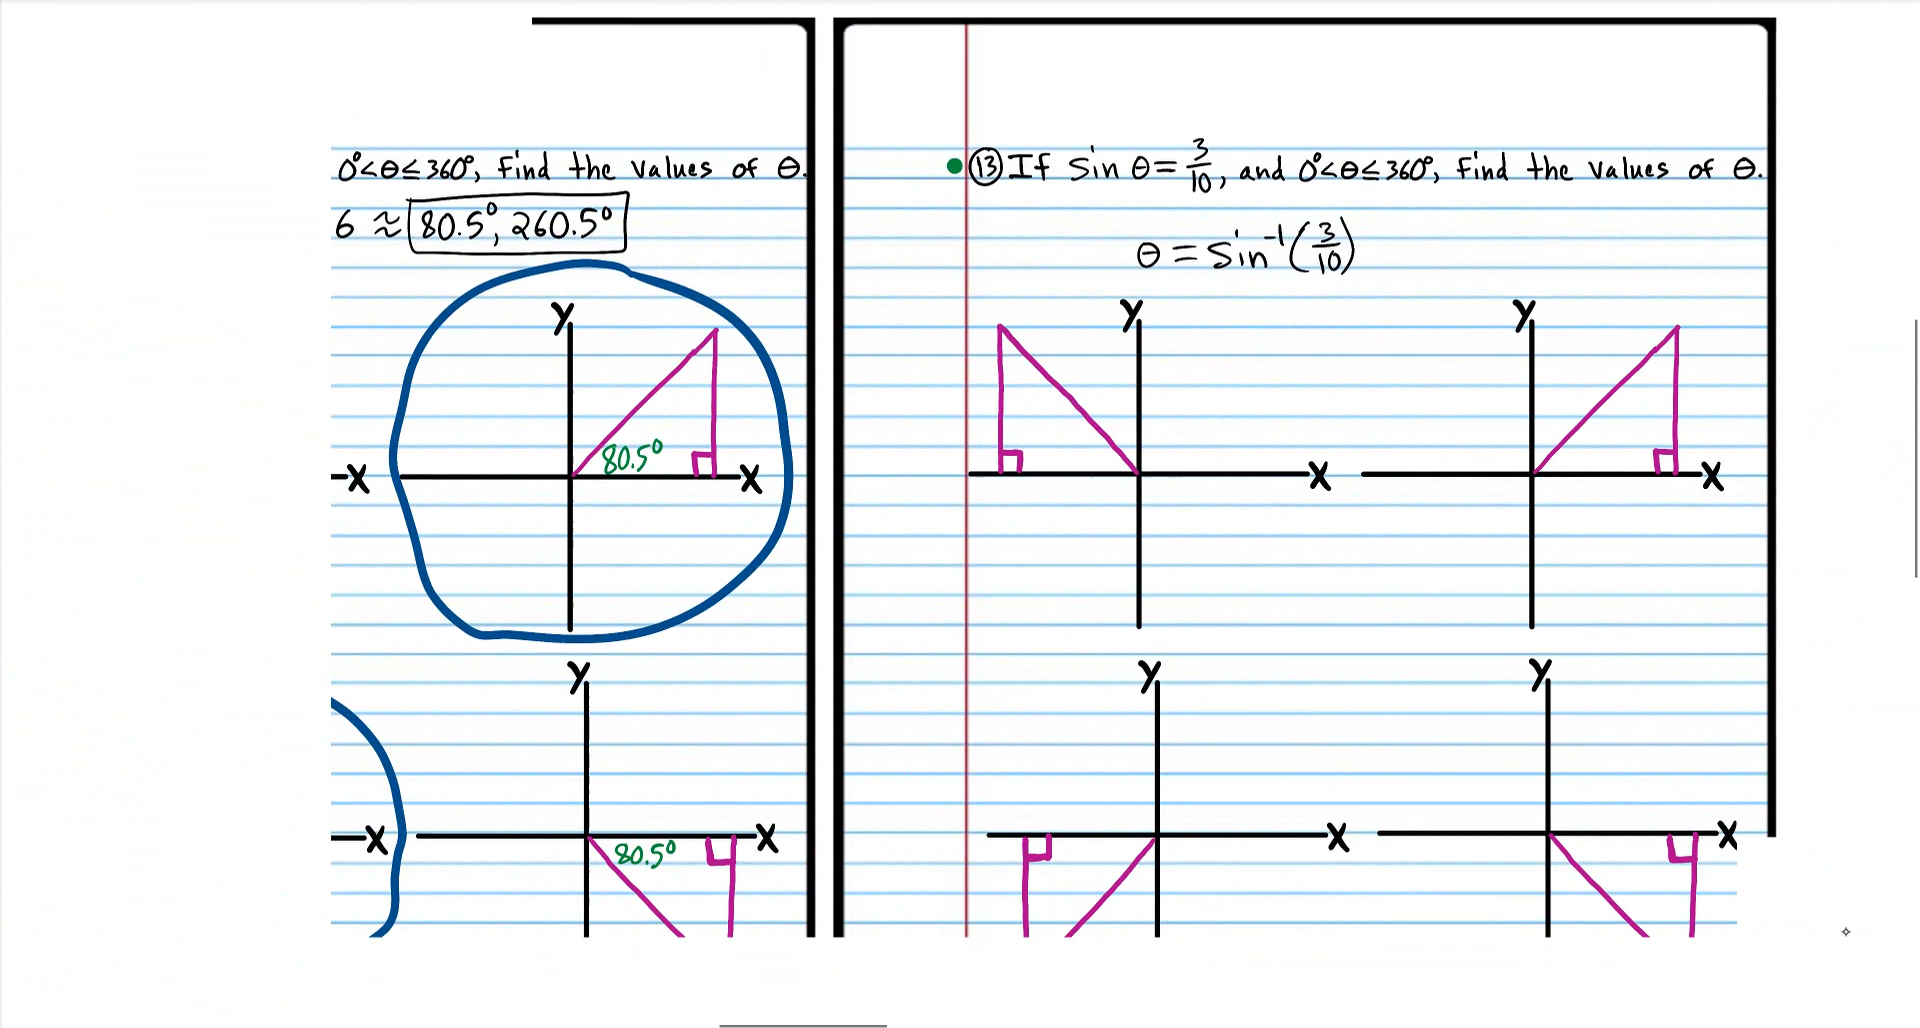 0°<θ≤360°, find the values of θ.
6 ≈ 80.5°, 260.5°
y
80.5°
x
x
y
80.5°
x
x
⑬ If Sin θ = 3/10, and 0°<θ≤360°, find the values of θ.
θ = Sin⁻¹(3/10)
y
x
y
x
y
x
y
x